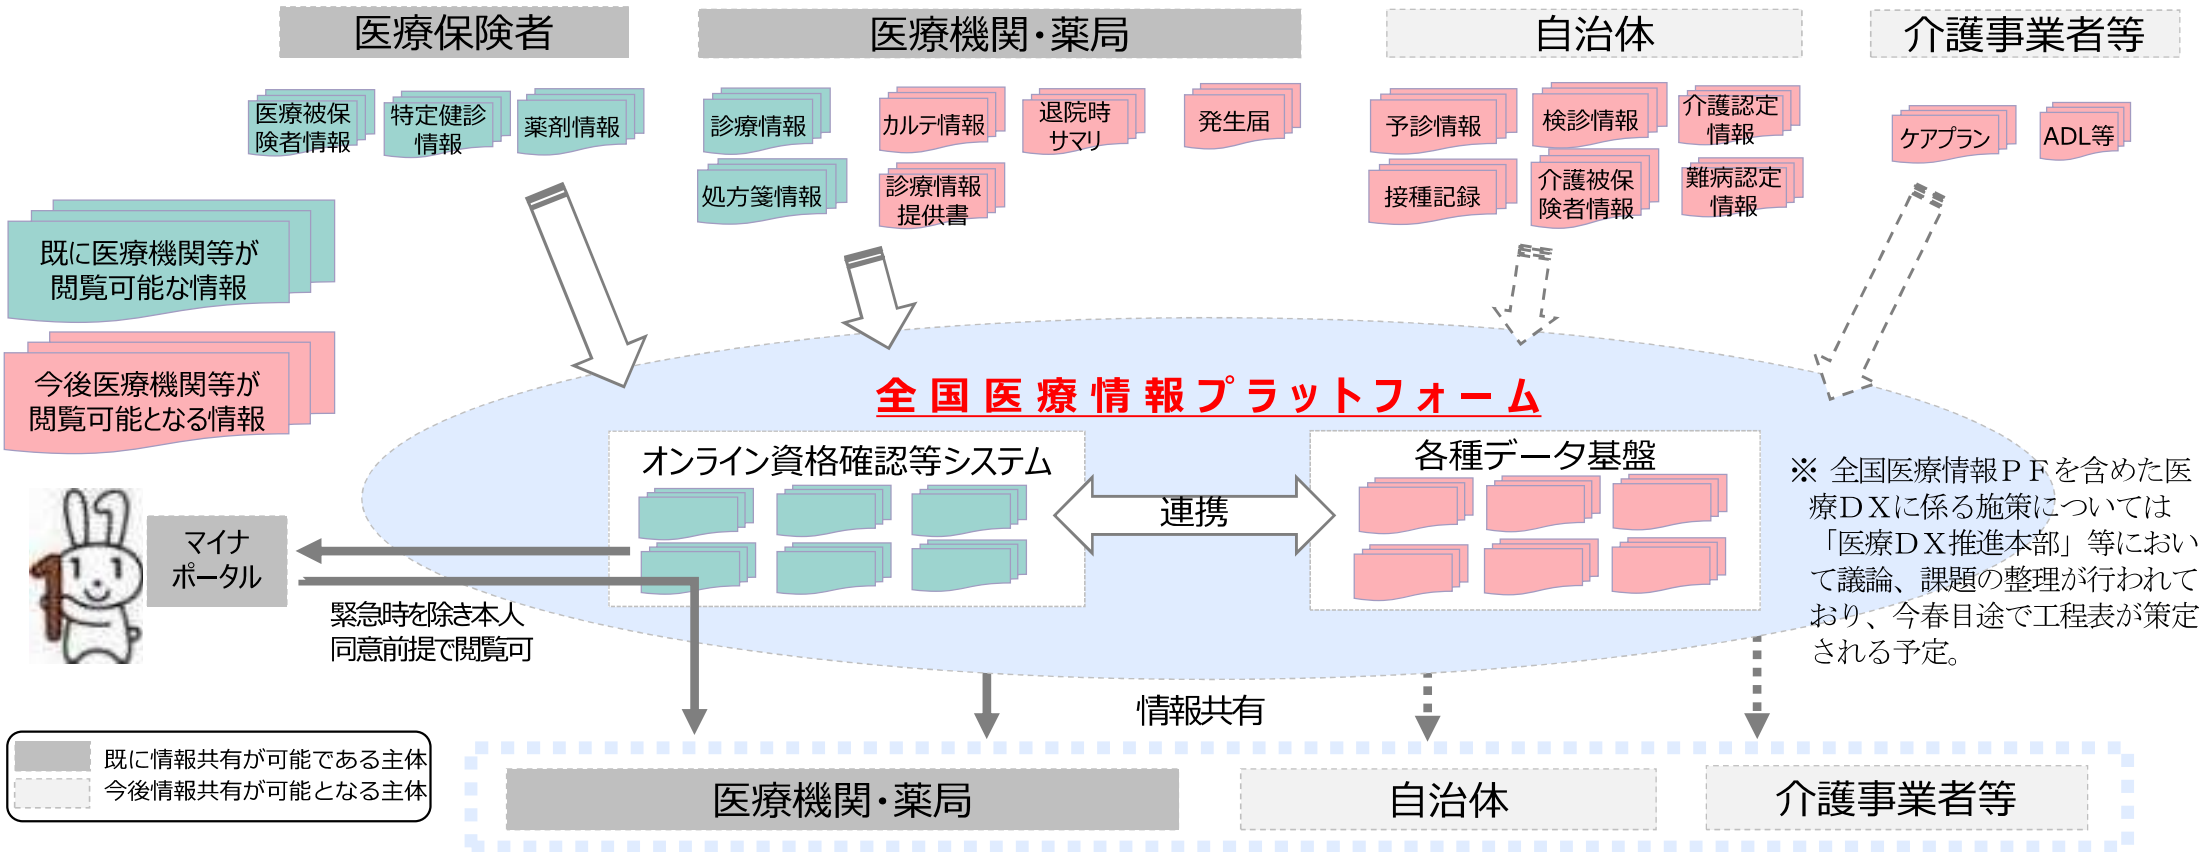 医療保険者
医療機関・薬局
自治体
介護事業者等
医療被保
険者情報
特定健診
情報
薬剤情報
診療情報
処方箋情報
カルテ情報
退院時
サマリ
発生届
診療情報
提供書
予診情報
検診情報
介護認定
情報
接種記録
介護被保
険者情報
難病認定
情報
ケアプラン
ADL等
既に医療機関等が
閲覧可能な情報
今後医療機関等が
閲覧可能となる情報
全国医療情報プラットフォーム
オンライン資格確認等システム
連携
各種データ基盤
※ 全国医療情報ＰＦを含めた医
療ＤＸに係る施策については
「医療ＤＸ推進本部」等におい
て議論、課題の整理が行われて
おり、今春目途で工程表が策定
される予定。
マイナ
ポータル
緊急時を除き本人
同意前提で閲覧可
情報共有
既に情報共有が可能である主体
今後情報共有が可能となる主体
医療機関・薬局
自治体
介護事業者等